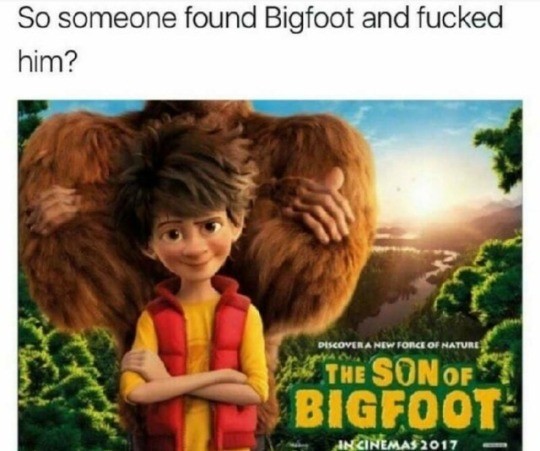 So someone found Bigfoot and fucked
him?
DISCOVER A NEW FORCE OF NATURE
THE SON OF
BIGFOOT
IN CINEMAS 2017